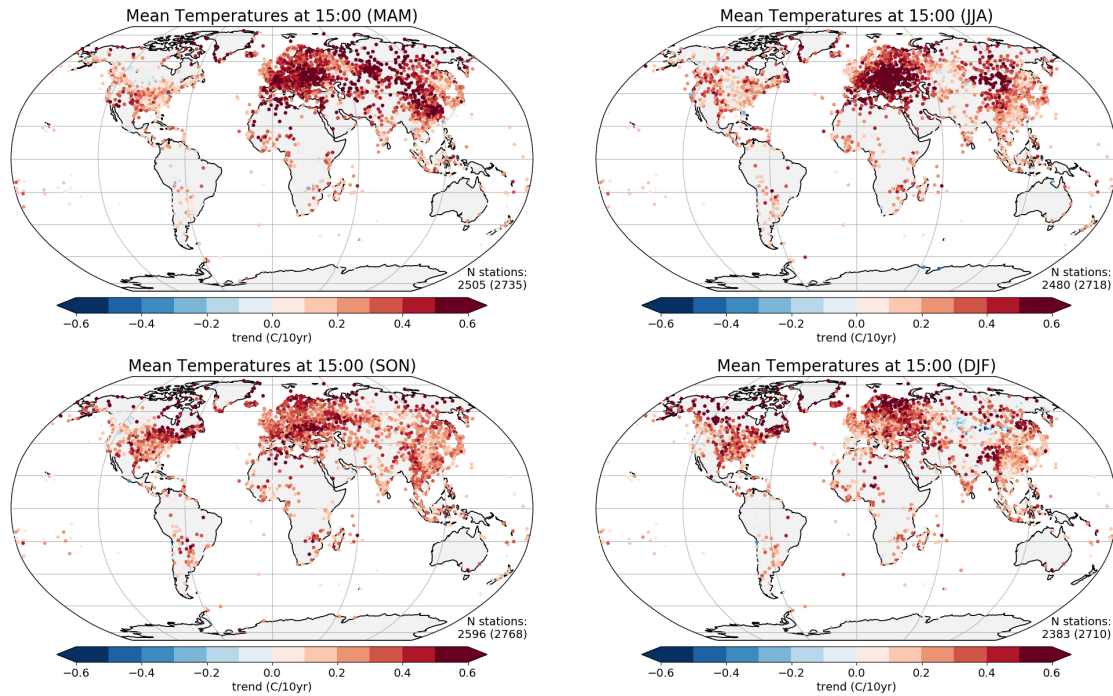 Mean Temperatures at 15:00 (MAM)
N stations:
2505 (2735)
−0.6 −0.4 −0.2 0.0 0.2 0.4 0.6
trend (C/10yr)
Mean Temperatures at 15:00 (JJA)
N stations:
2480 (2718)
−0.6 −0.4 −0.2 0.0 0.2 0.4 0.6
trend (C/10yr)
Mean Temperatures at 15:00 (SON)
N stations:
2596 (2768)
−0.6 −0.4 −0.2 0.0 0.2 0.4 0.6
trend (C/10yr)
Mean Temperatures at 15:00 (DJF)
N stations:
2383 (2710)
−0.6 −0.4 −0.2 0.0 0.2 0.4 0.6
trend (C/10yr)